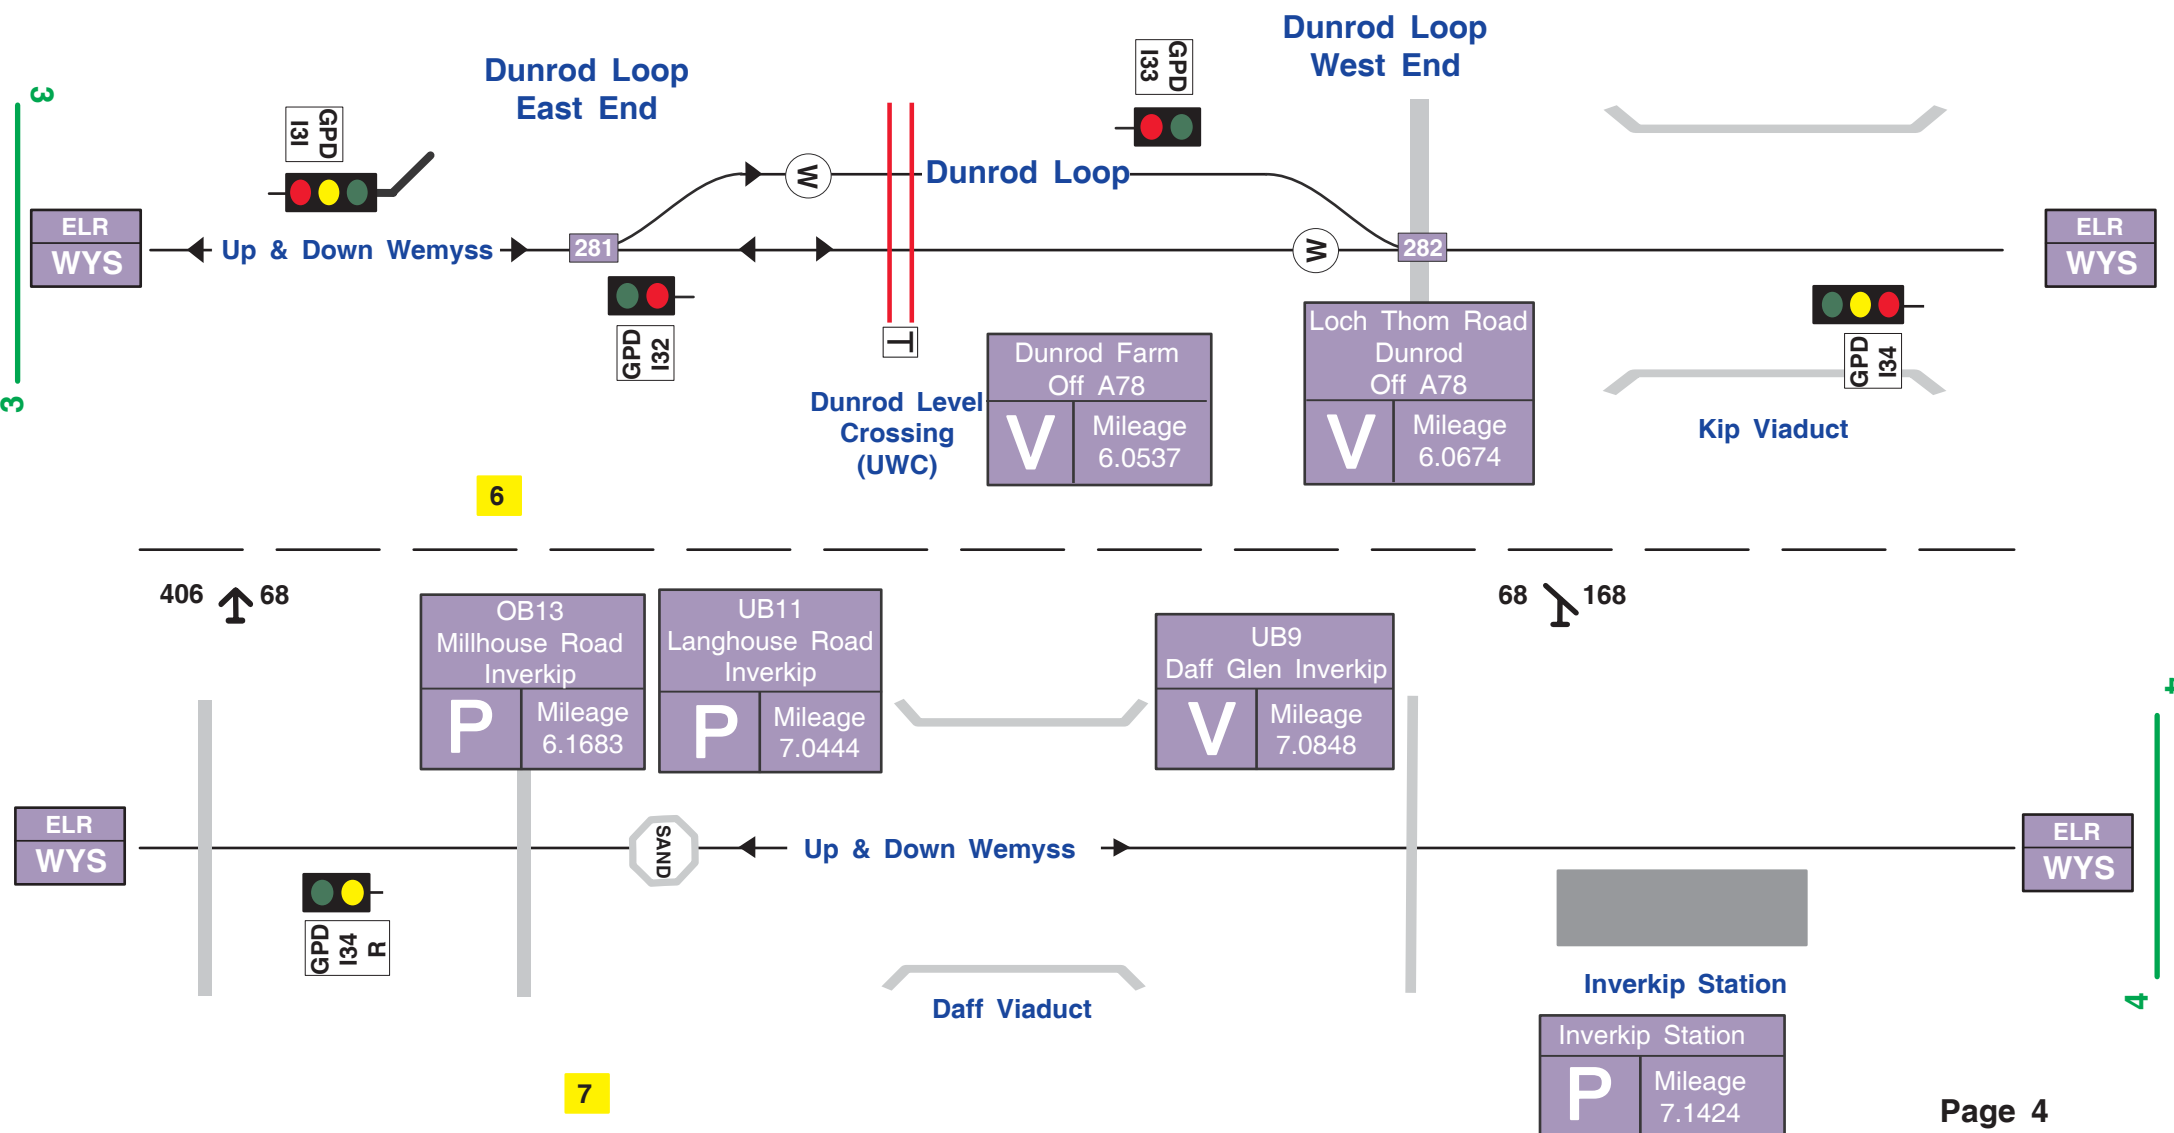 Dunrod Loop
West End
Dunrod Loop
East End
GPD
I33
GPD
I3I
3
Dunrod Loop
W
ELR
WYS
Up & Down Wemyss
281
W
282
ELR
WYS
GPD
I32
T
GPD
I34
3
Dunrod Level
Crossing
(UWC)
Dunrod Farm
Off A78
V
Mileage
6.0537
Loch Thom Road
Dunrod
Off A78
V
Mileage
6.0674
Kip Viaduct
6
406 68
OB13
Millhouse Road
Inverkip
P
Mileage
6.1683
UB11
Langhouse Road
Inverkip
P
Mileage
7.0444
UB9
Daff Glen Inverkip
V
Mileage
7.0848
68 168
4
ELR
WYS
SAND
Up & Down Wemyss
ELR
WYS
GPD
I34
R
Daff Viaduct
Inverkip Station
4
Inverkip Station
P
Mileage
7.1424
7
Page 4